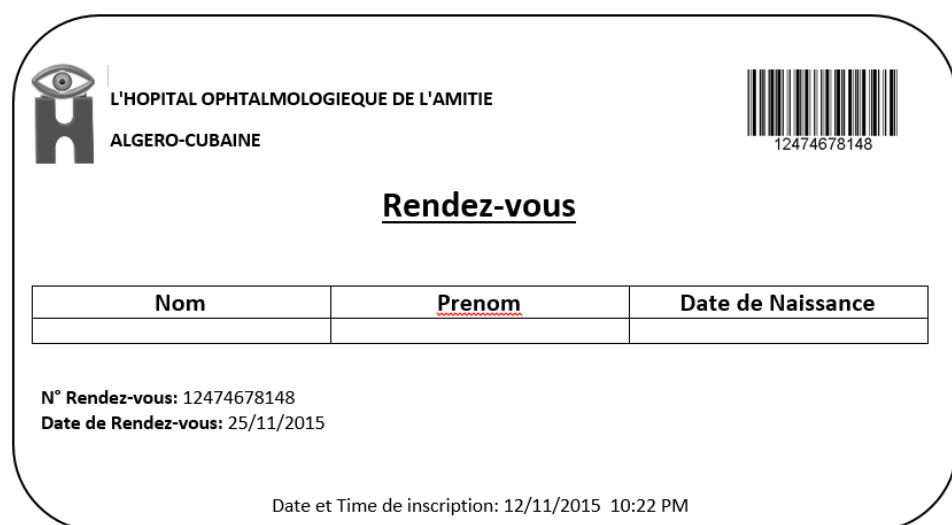 L'HOPITAL OPHTALMOLOGIEQUE DE L'AMITIE
ALGERO-CUBAINE
12474678148
Rendez-vous
Nom Prenom Date de Naissance
N° Rendez-vous: 12474678148
Date de Rendez-vous: 25/11/2015
Date et Time de inscription: 12/11/2015 10:22 PM